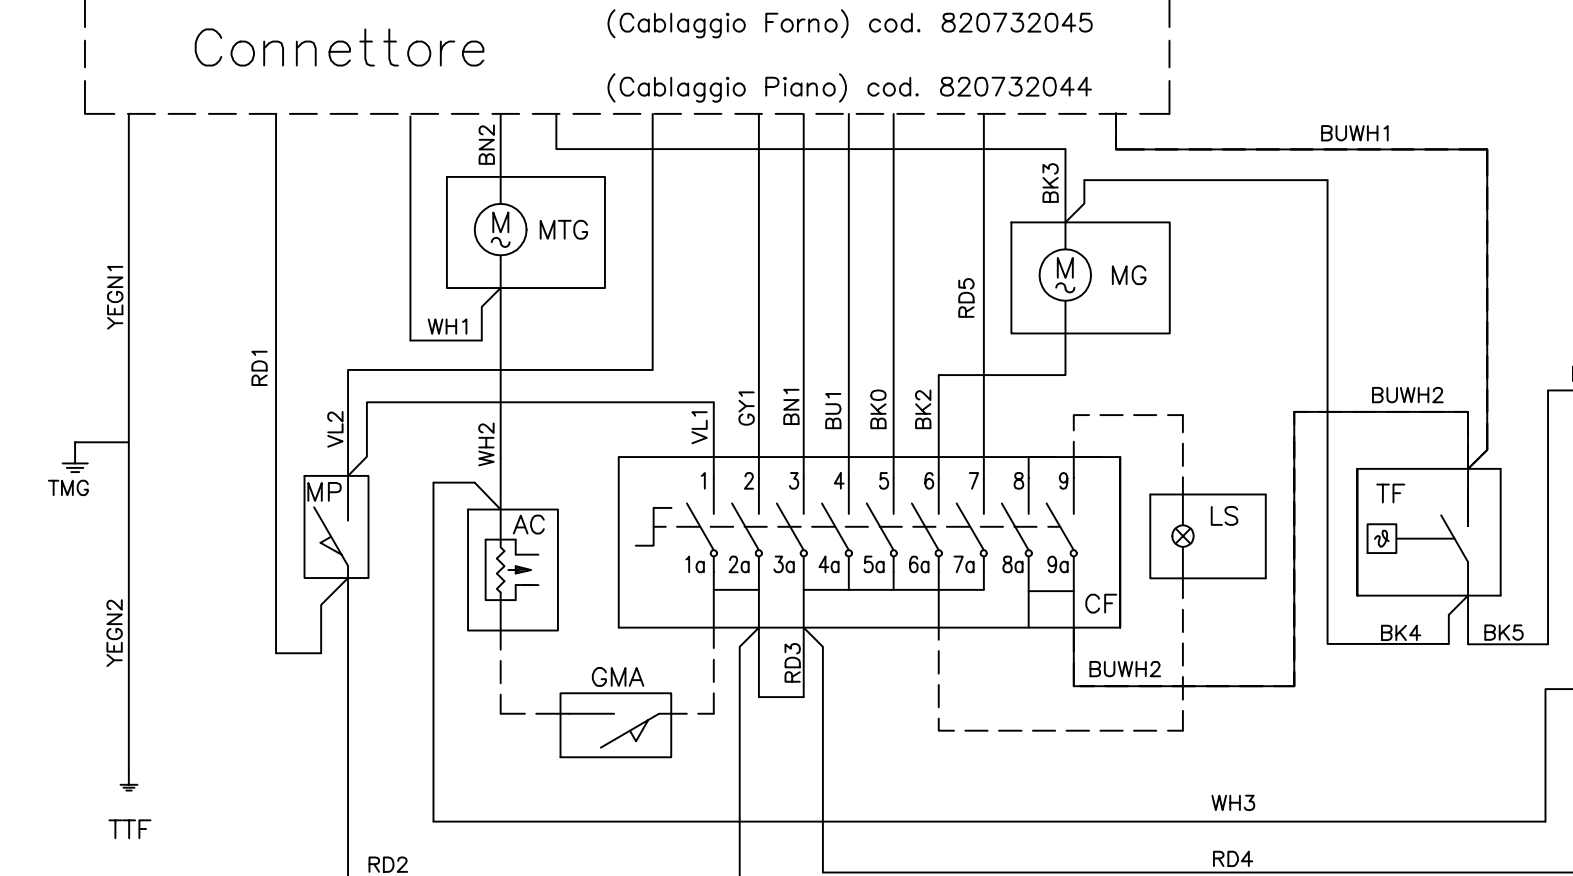 (Cablaggio Forno) cod. 820732045
Connettore
(Cablaggio Piano) cod. 820732044
BUWH1
BN2
BK3
M
MTG
M
MG
YEGN1
RD5
WH1
RD1
VL2
WH2
VL1
GY1
BN1
BU1
BK0
BK2
BUWH2
TMG
MP
1 2 3 4 5 6 7 8 9
AC
LS
TF
ϑ
1a 2a 3a 4a 5a 6a 7a 8a 9a
CF
YEGN2
BK4
BK5
RD3
BUWH2
GMA
WH3
TTF
RD2
RD4